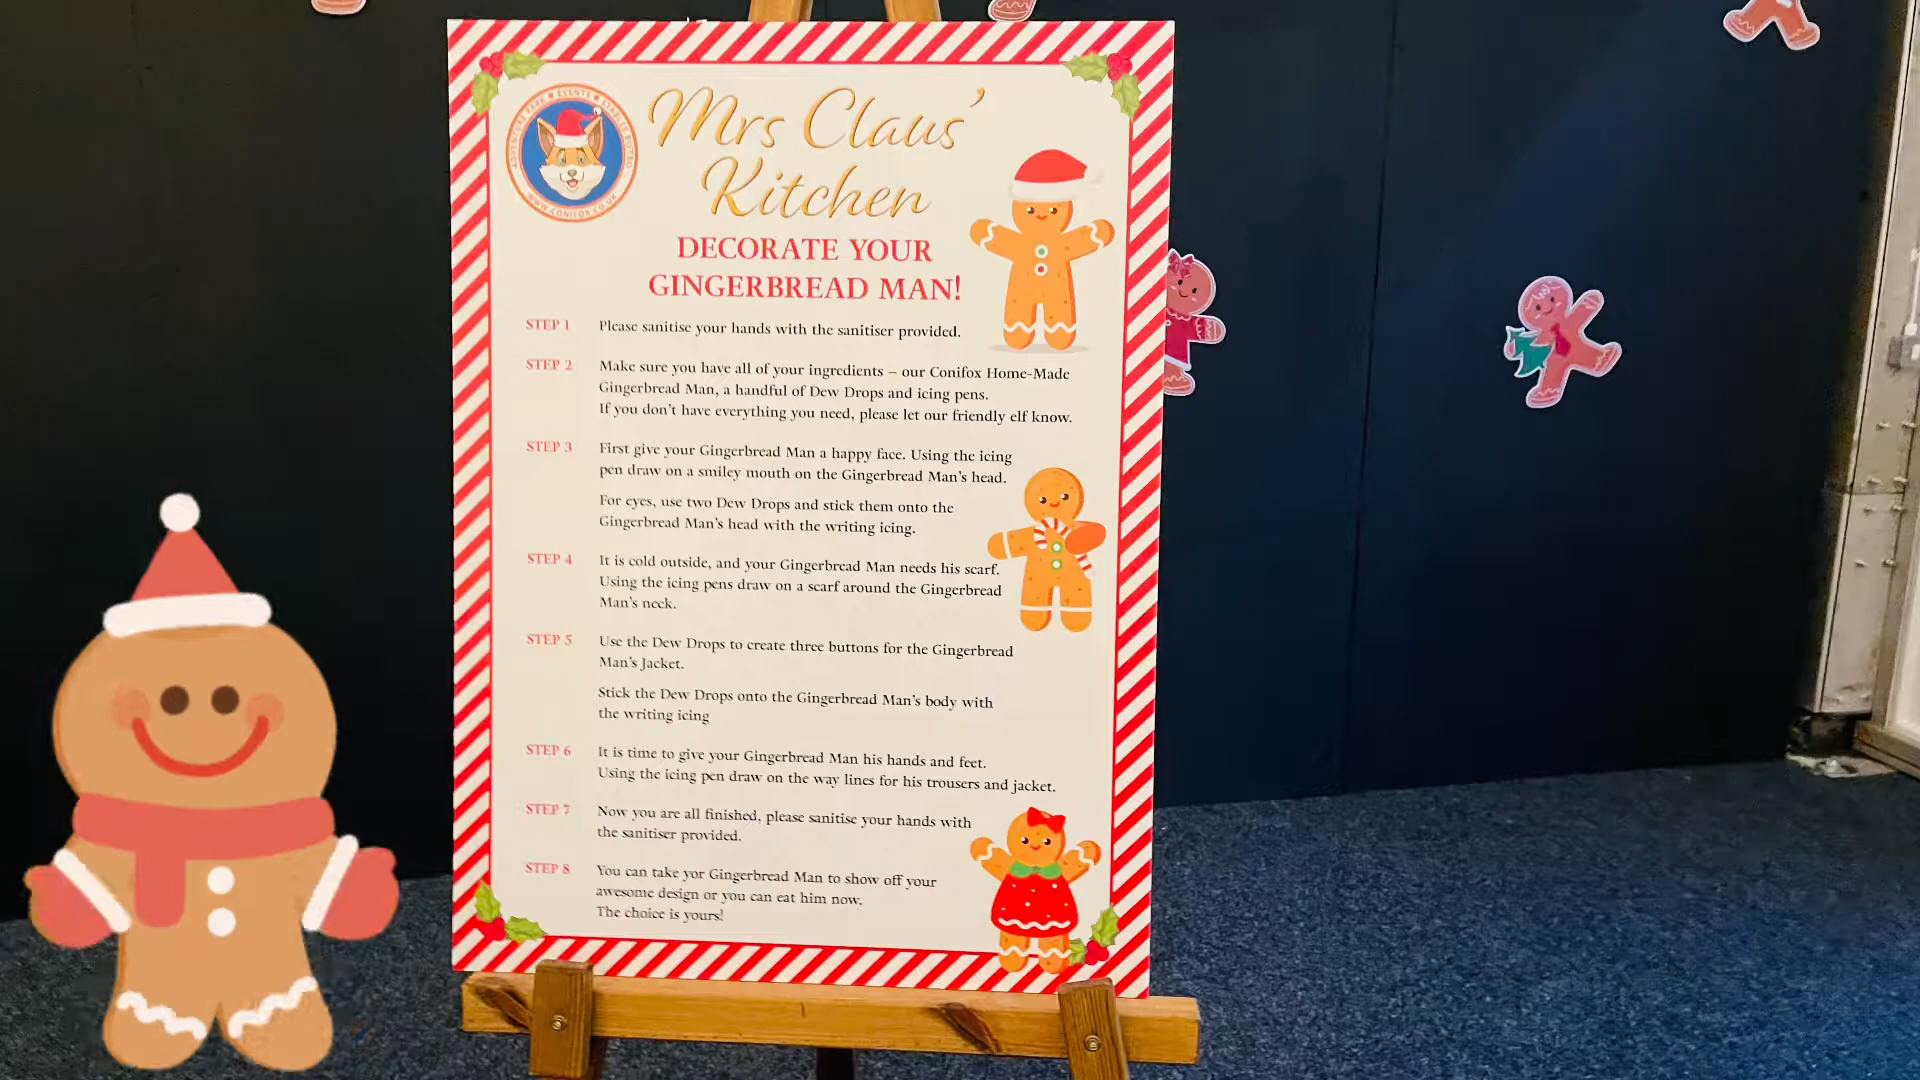 ADVENTURE PARK • EVENTS • STABLES BISTRO
WWW.CONIFOX.CO.UK
Mrs Claus'
Kitchen
DECORATE YOUR
GINGERBREAD MAN!
STEP 1 Please sanitise your hands with the sanitiser provided.
STEP 2 Make sure you have all of your ingredients – our Conifox Home-Made
Gingerbread Man, a handful of Dew Drops and icing pens.
If you don't have everything you need, please let our friendly elf know.
STEP 3 First give your Gingerbread Man a happy face. Using the icing
pen draw on a smiley mouth on the Gingerbread Man's head.
For eyes, use two Dew Drops and stick them onto the
Gingerbread Man's head with the writing icing.
STEP 4 It is cold outside, and your Gingerbread Man needs his scarf.
Using the icing pens draw on a scarf around the Gingerbread
Man's neck.
STEP 5 Use the Dew Drops to create three buttons for the Gingerbread
Man's Jacket.
Stick the Dew Drops onto the Gingerbread Man's body with
the writing icing
STEP 6 It is time to give your Gingerbread Man his hands and feet.
Using the icing pen draw on the way lines for his trousers and jacket.
STEP 7 Now you are all finished, please sanitise your hands with
the sanitiser provided.
STEP 8 You can take yor Gingerbread Man to show off your
awesome design or you can eat him now.
The choice is yours!